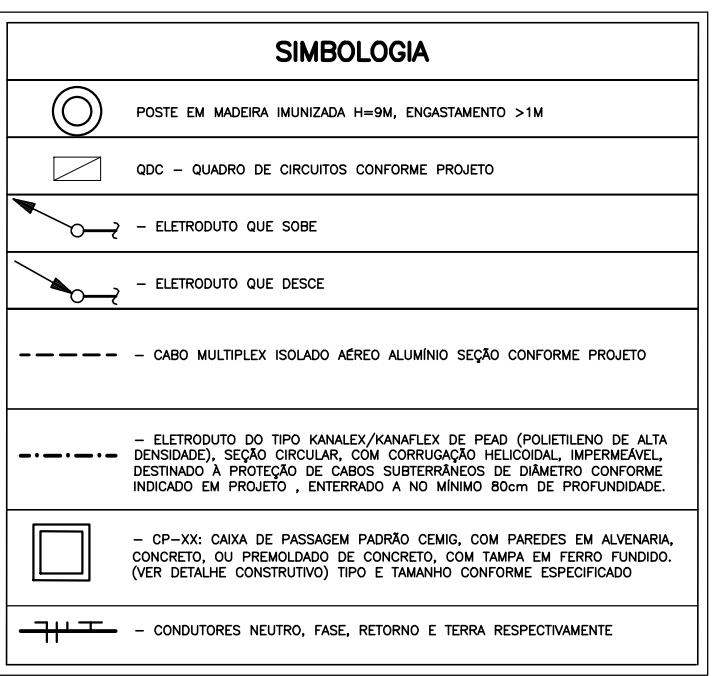 SIMBOLOGIA
POSTE EM MADEIRA IMUNIZADA H=9M, ENGASTAMENTO >1M
QDC – QUADRO DE CIRCUITOS CONFORME PROJETO
– ELETRODUTO QUE SOBE
– ELETRODUTO QUE DESCE
– CABO MULTIPLEX ISOLADO AÉREO ALUMÍNIO SEÇÃO CONFORME PROJETO
– ELETRODUTO DO TIPO KANALEX/KANAFLEX DE PEAD (POLIETILENO DE ALTA
DENSIDADE), SEÇÃO CIRCULAR, COM CORRUGAÇÃO HELICOIDAL, IMPERMEÁVEL,
DESTINADO À PROTEÇÃO DE CABOS SUBTERRÂNEOS DE DIÂMETRO CONFORME
INDICADO EM PROJETO , ENTERRADO A NO MÍNIMO 80cm DE PROFUNDIDADE.
– CP–XX: CAIXA DE PASSAGEM PADRÃO CEMIG, COM PAREDES EM ALVENARIA,
CONCRETO, OU PREMOLDADO DE CONCRETO, COM TAMPA EM FERRO FUNDIDO.
(VER DETALHE CONSTRUTIVO) TIPO E TAMANHO CONFORME ESPECIFICADO
– CONDUTORES NEUTRO, FASE, RETORNO E TERRA RESPECTIVAMENTE